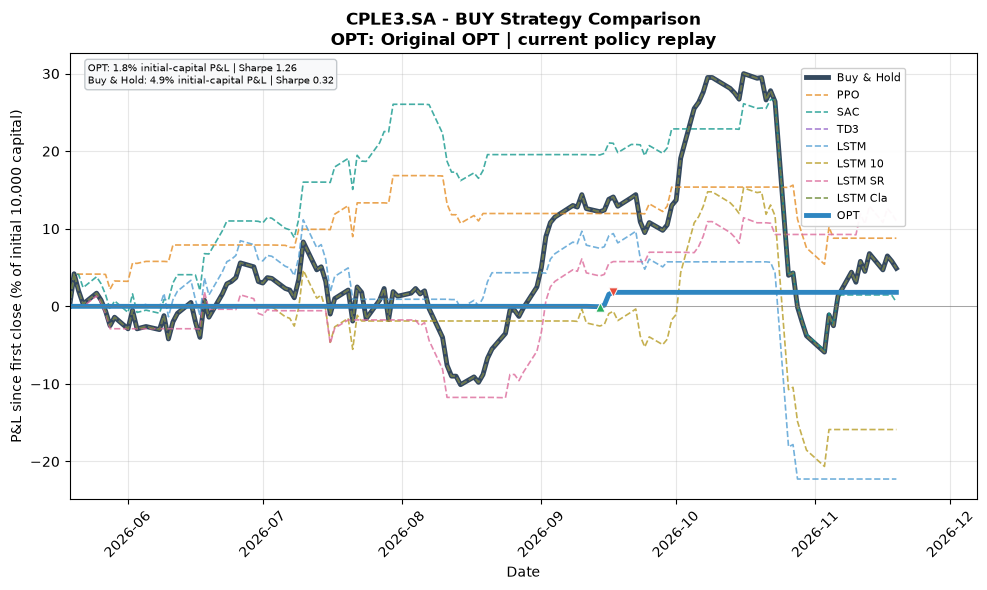 CPLE3.SA - BUY Strategy Comparison
OPT: Original OPT | current policy replay
OPT: 1.8% initial-capital P&L | Sharpe 1.26
Buy & Hold: 4.9% initial-capital P&L | Sharpe 0.32
Buy & Hold
PPO
SAC
TD3
LSTM
LSTM 10
LSTM SR
LSTM Cla
OPT
P&L since first close (% of initial 10,000 capital)
30
20
10
0
−10
−20
2026-06
2026-07
2026-08
2026-09
2026-10
2026-11
2026-12
Date